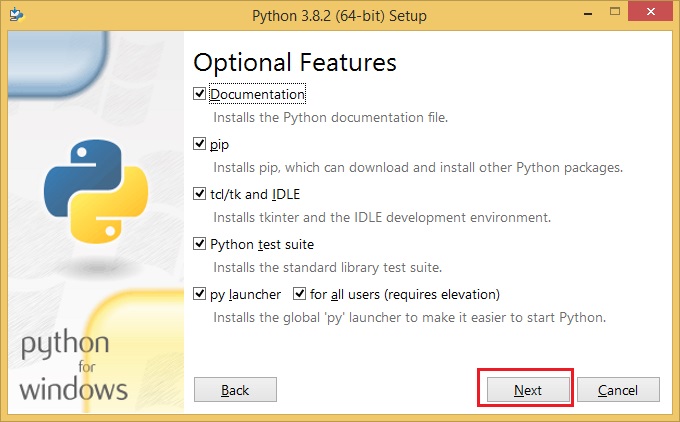 Python 3.8.2 (64-bit) Setup
Optional Features
Documentation
Installs the Python documentation file.
pip
Installs pip, which can download and install other Python packages.
tcl/tk and IDLE
Installs tkinter and the IDLE development environment.
Python test suite
Installs the standard library test suite.
py launcher for all users (requires elevation)
Installs the global 'py' launcher to make it easier to start Python.
python
for
windows
Back Next Cancel